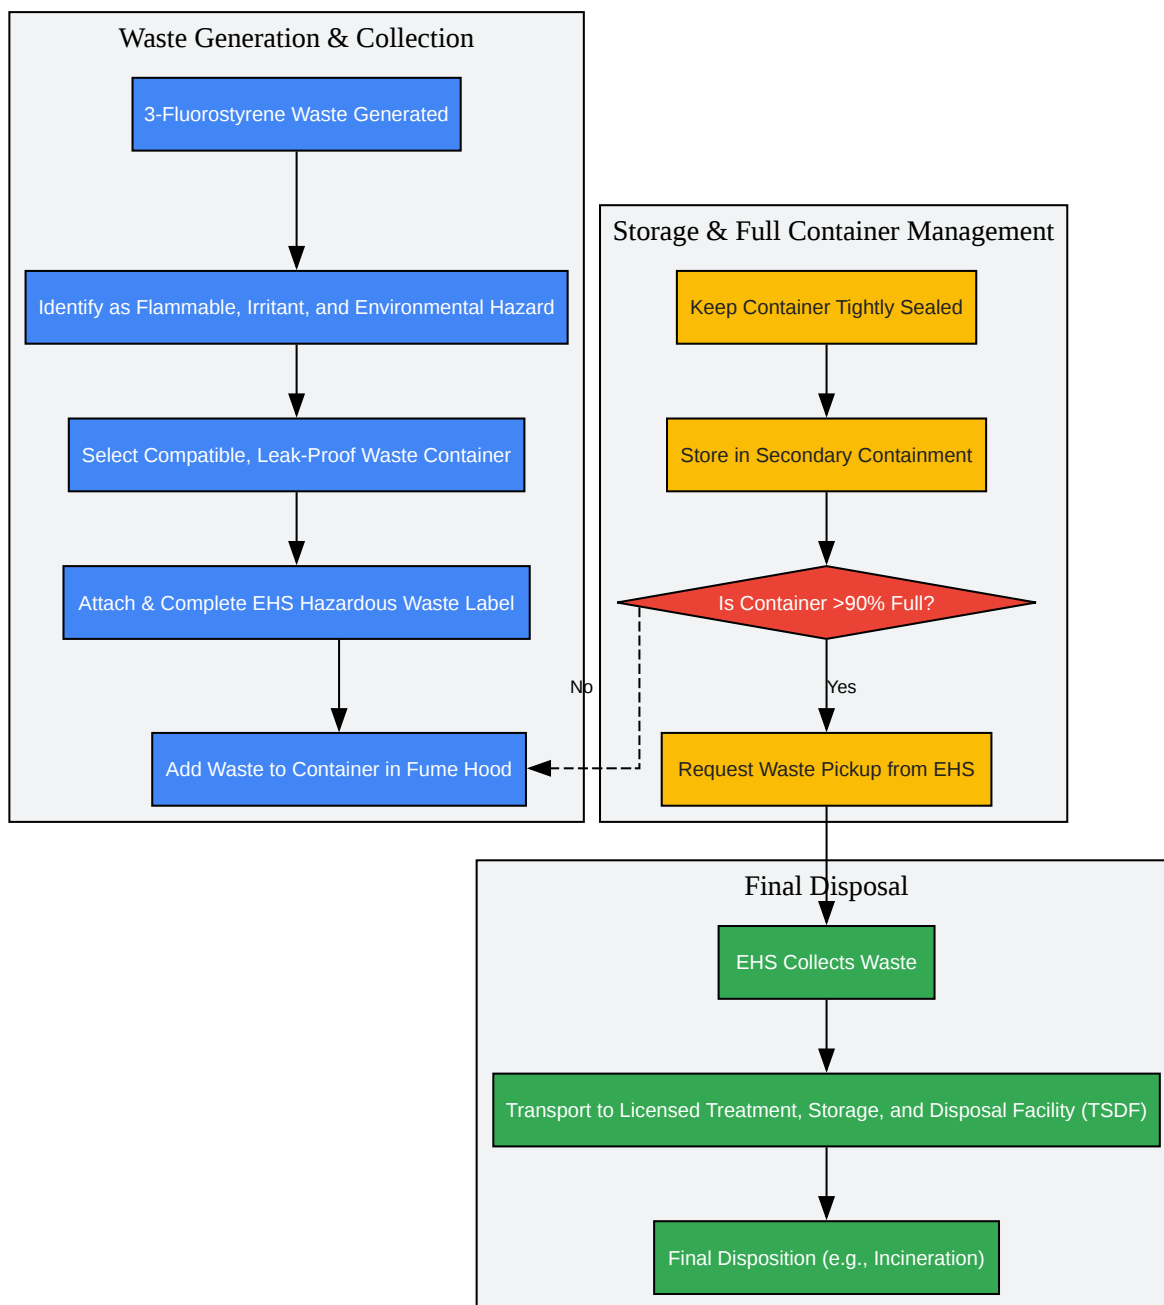 Waste Generation & Collection
3-Fluorostyrene Waste Generated
Identify as Flammable, Irritant, and Environmental Hazard
Select Compatible, Leak-Proof Waste Container
Attach & Complete EHS Hazardous Waste Label
Add Waste to Container in Fume Hood
Storage & Full Container Management
Keep Container Tightly Sealed
Store in Secondary Containment
Is Container >90% Full?
No
Yes
Request Waste Pickup from EHS
Final Disposal
EHS Collects Waste
Transport to Licensed Treatment, Storage, and Disposal Facility (TSDF)
Final Disposition (e.g., Incineration)